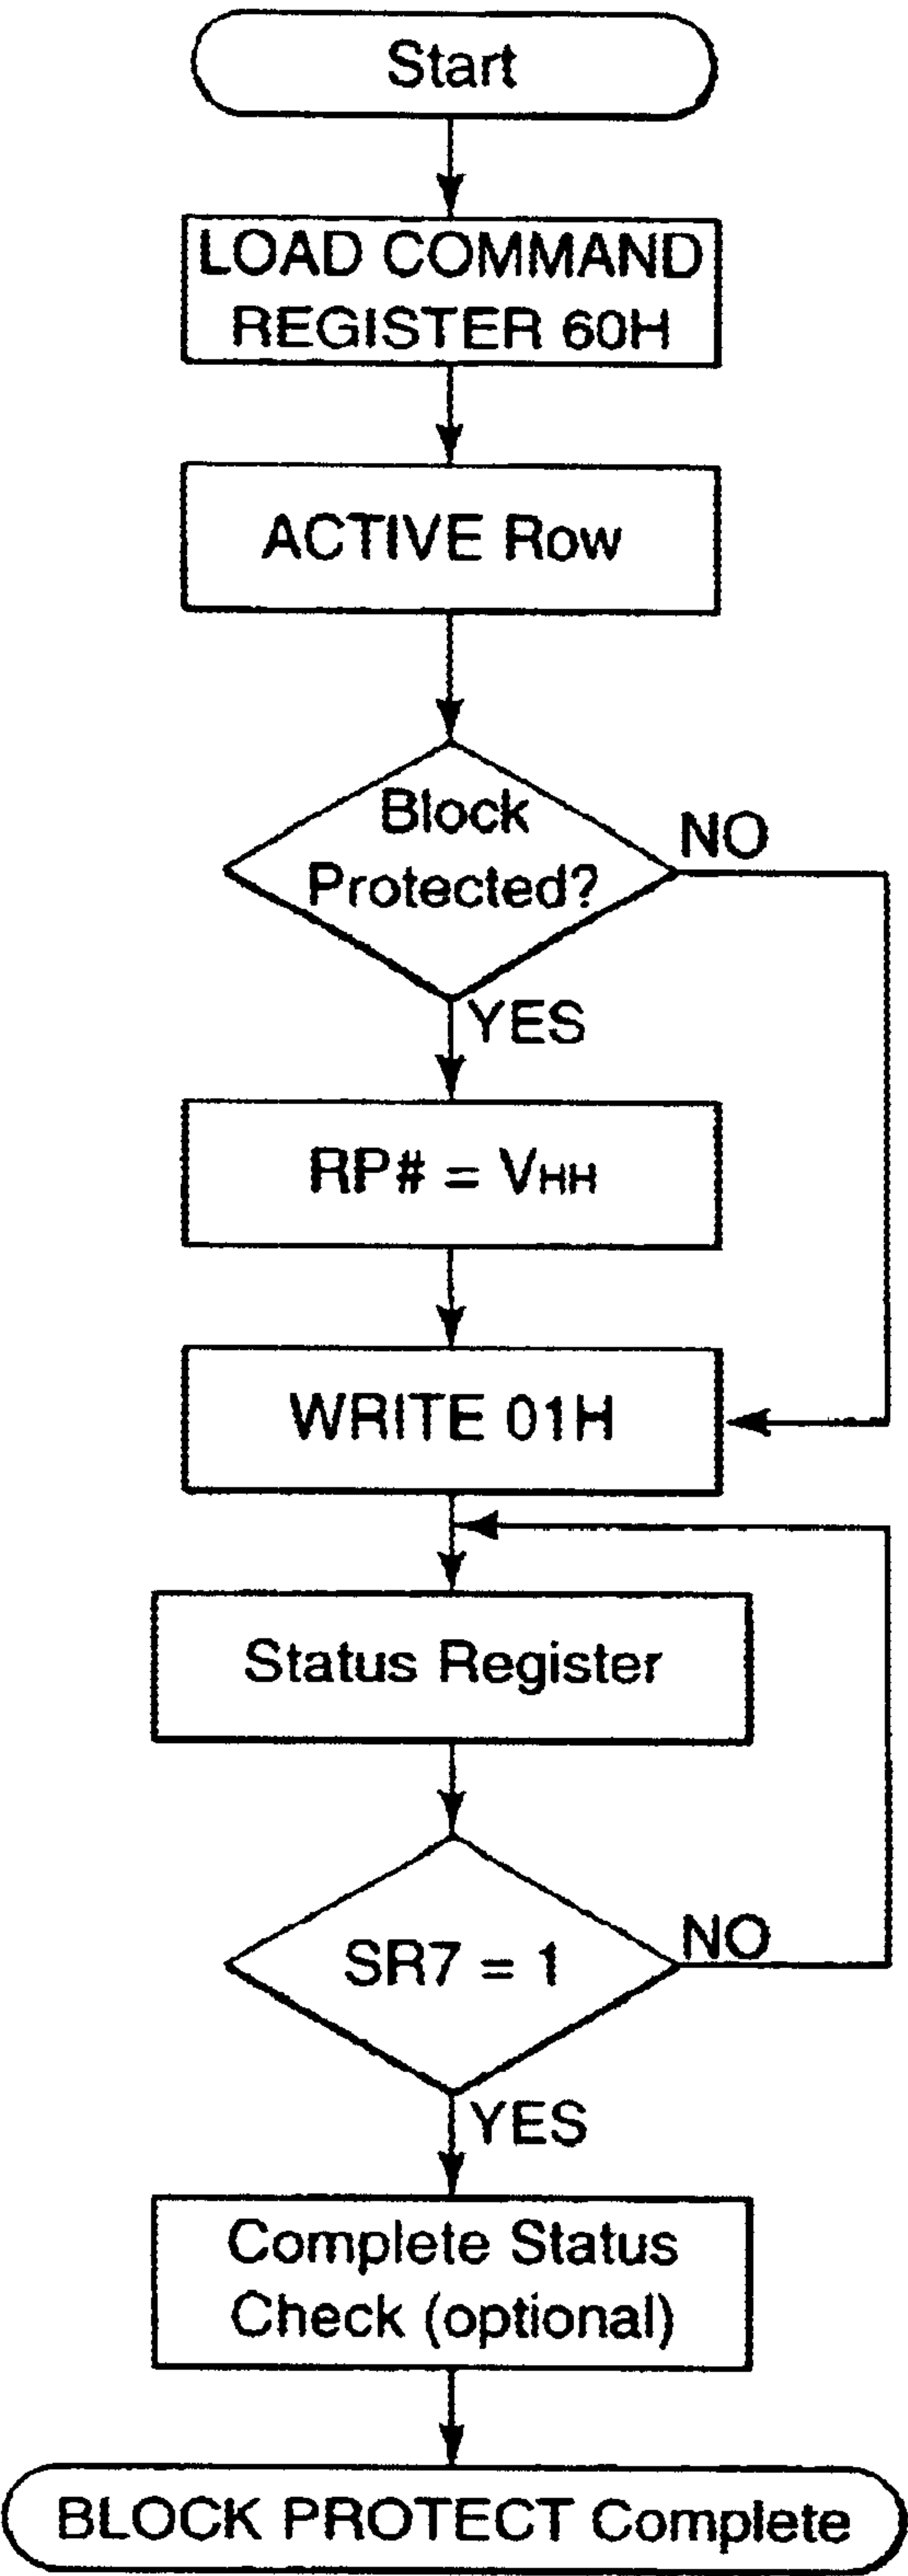 Start
LOAD COMMAND
REGISTER 60H
ACTIVE Row
Block
Protected?
NO
YES
RP# = VHH
WRITE 01H
Status Register
SR7 = 1
NO
YES
Complete Status
Check (optional)
BLOCK PROTECT Complete